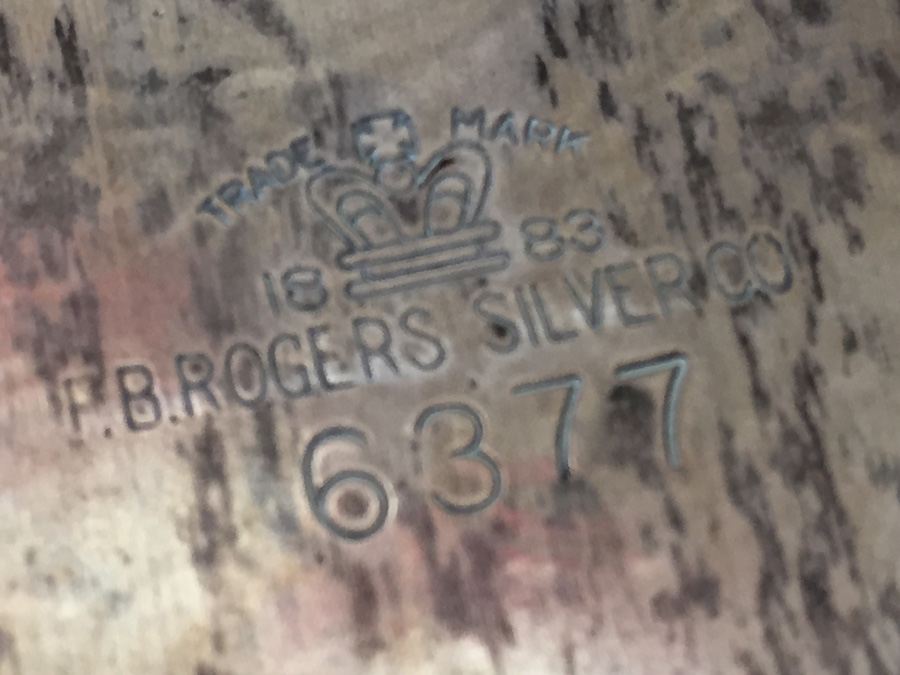 TRADE MARK
18 83
F.B.ROGERS SILVER CO
6377